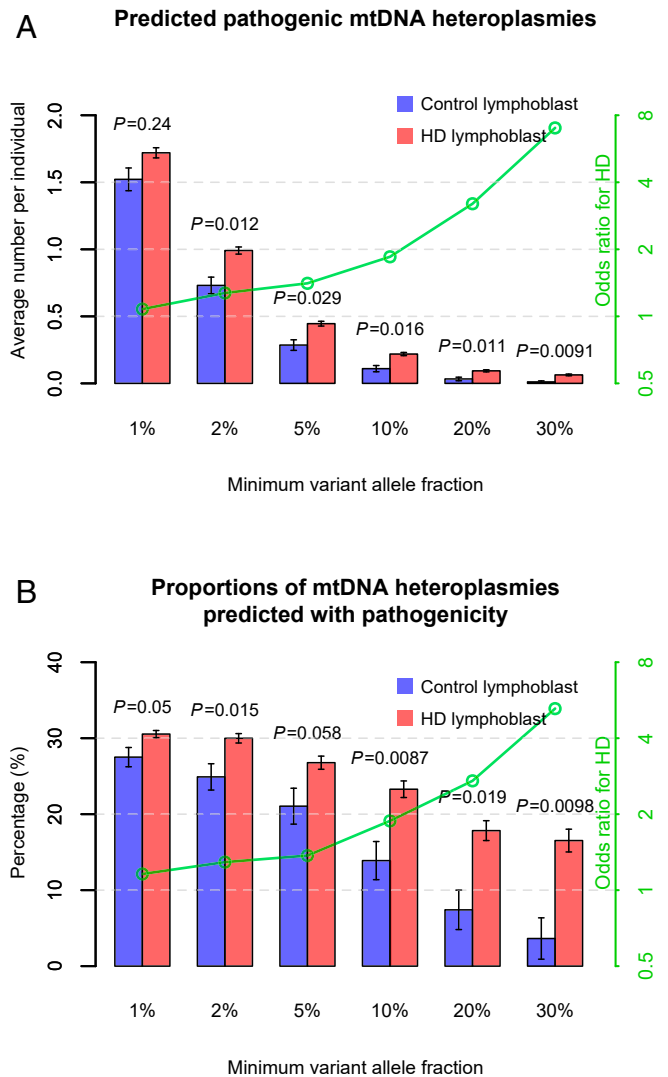 A
Predicted pathogenic mtDNA heteroplasmies
Average number per individual
2.0
1.5
1.0
0.5
0.0
P=0.24
P=0.012
P=0.029
P=0.016
P=0.011
P=0.0091
Control lymphoblast
HD lymphoblast
8
4
2
1
0.5
Odds ratio for HD
1% 2% 5% 10% 20% 30%
Minimum variant allele fraction
B
Proportions of mtDNA heteroplasmies
predicted with pathogenicity
Percentage (%)
40
30
20
10
0
P=0.05
P=0.015
P=0.058
P=0.0087
P=0.019
P=0.0098
Control lymphoblast
HD lymphoblast
8
4
2
1
0.5
Odds ratio for HD
1% 2% 5% 10% 20% 30%
Minimum variant allele fraction